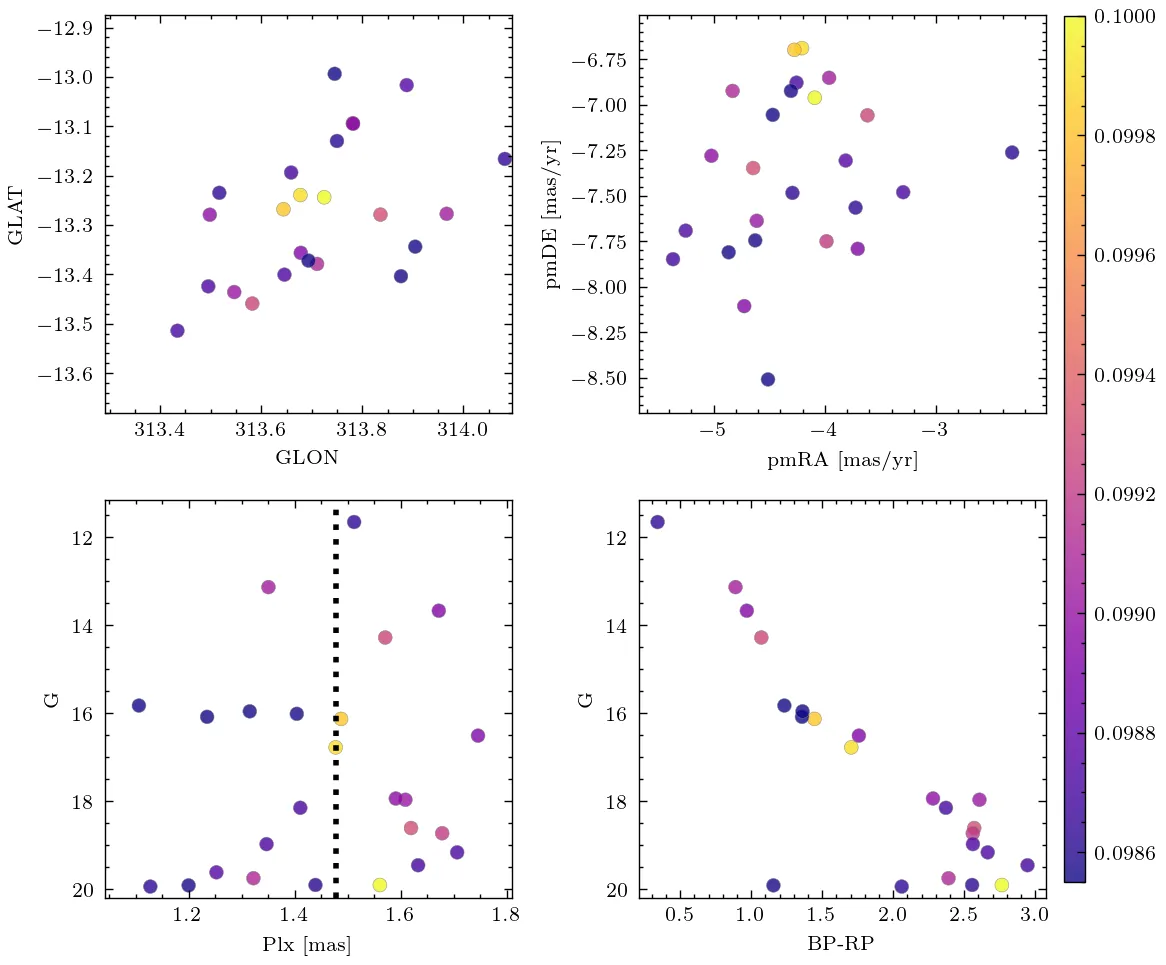 −12.9
−13.0
−13.1
−13.2
−13.3
−13.4
−13.5
−13.6
GLAT
313.4 313.6 313.8 314.0
GLON
−6.75
−7.00
−7.25
−7.50
−7.75
−8.00
−8.25
−8.50
pmDE [mas/yr]
−5 −4 −3
pmRA [mas/yr]
12
14
16
18
20
G
1.2 1.4 1.6 1.8
Plx [mas]
12
14
16
18
20
G
0.5 1.0 1.5 2.0 2.5 3.0
BP-RP
0.1000
0.0998
0.0996
0.0994
0.0992
0.0990
0.0988
0.0986